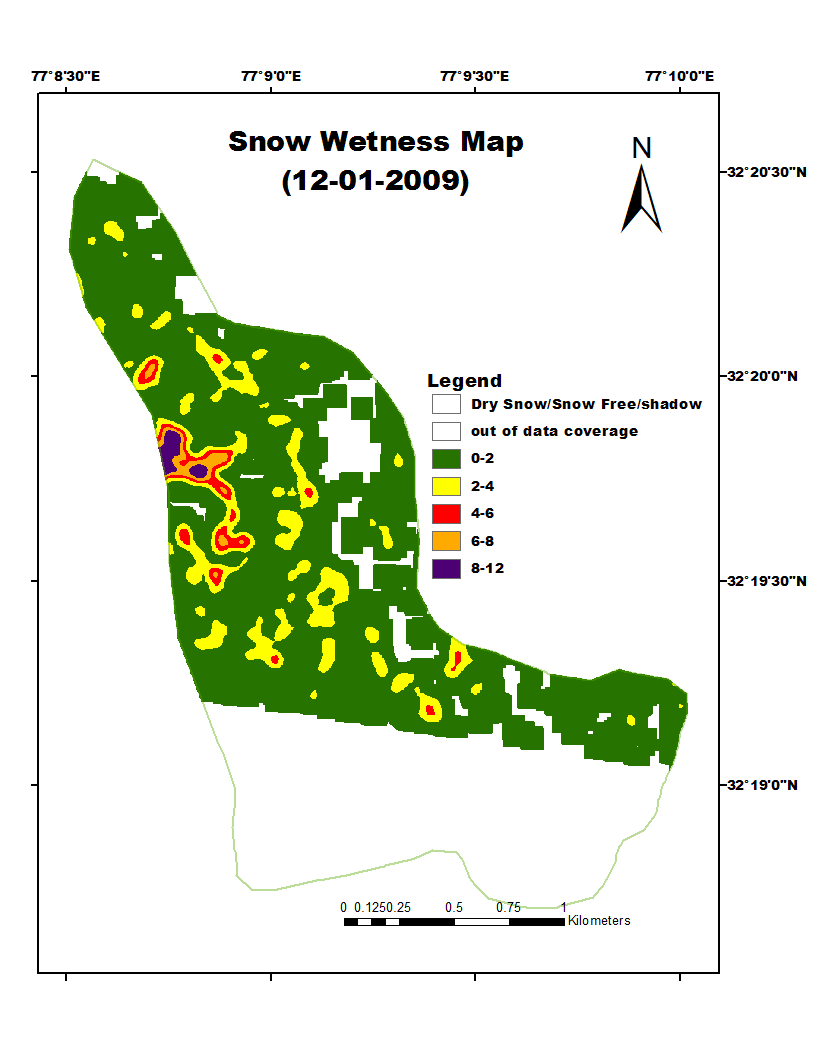 77°8'30"E 77°9'0"E 77°9'30"E 77°10'0"E
Snow Wetness Map
(12-01-2009)
N
32°20'30"N
32°20'0"N
Legend
Dry Snow/Snow Free/shadow
out of data coverage
0-2
2-4
4-6
6-8
8-12
32°19'30"N
32°19'0"N
0 0.1250.25 0.5 0.75 1
Kilometers